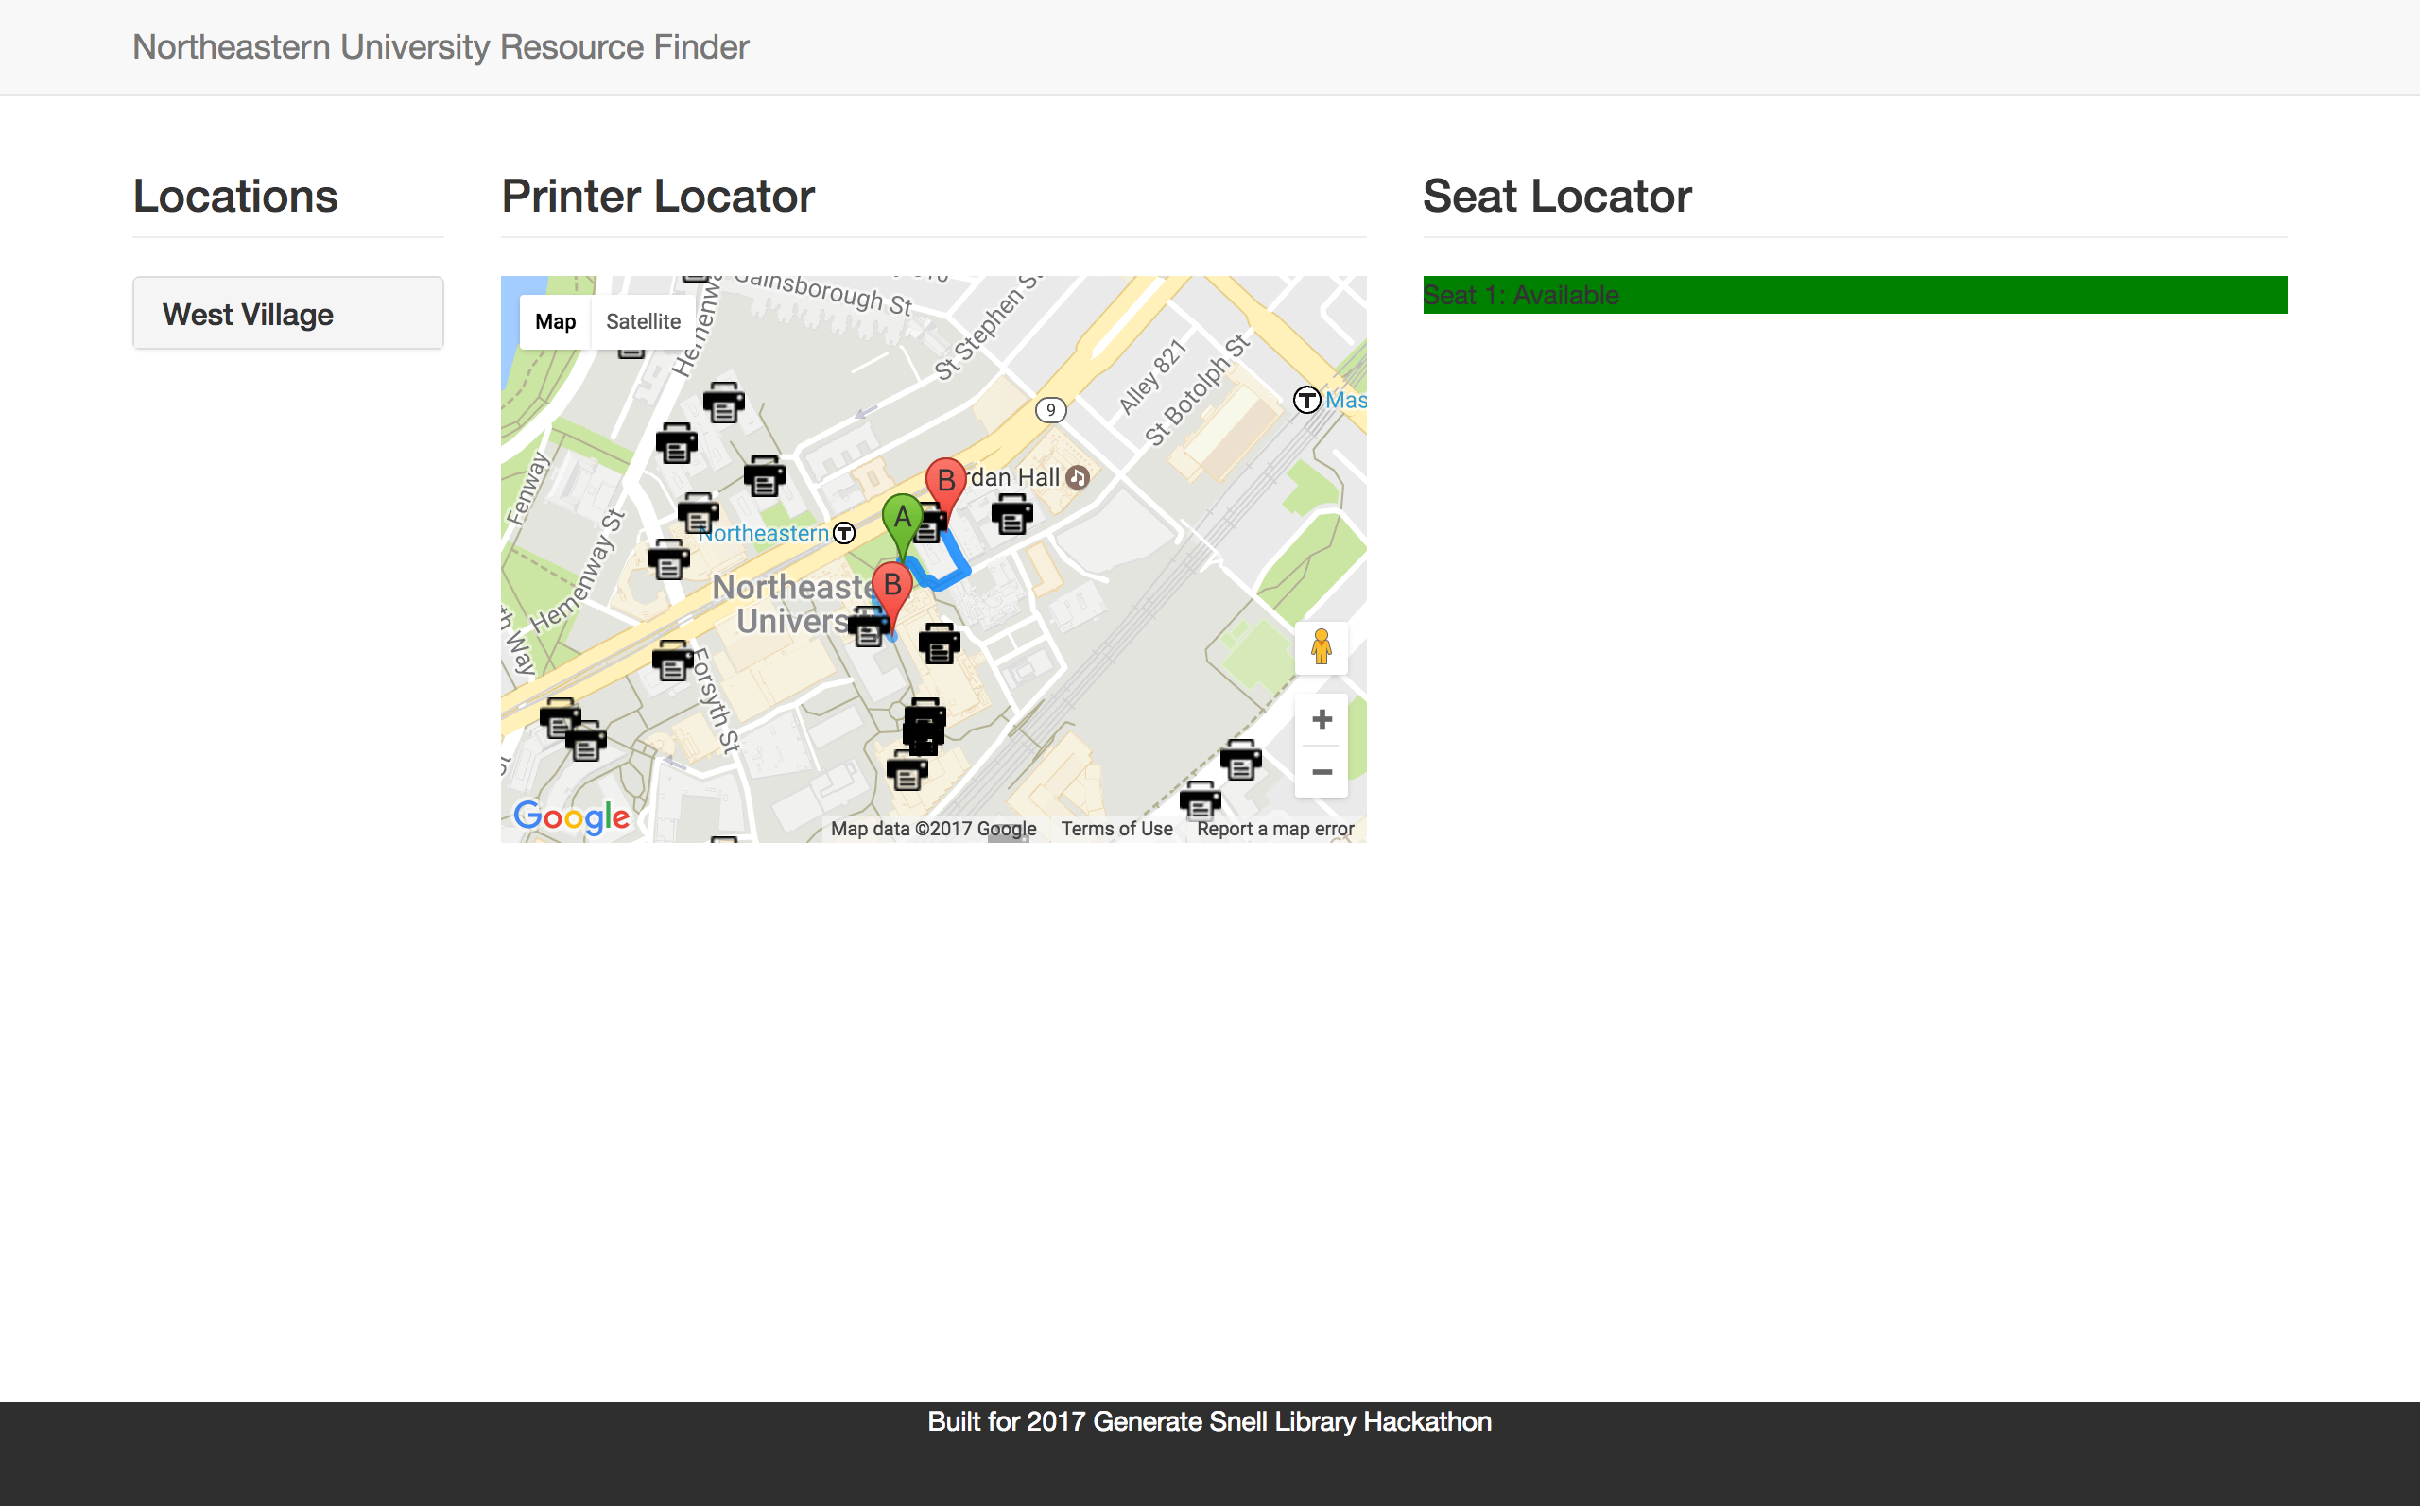 Northeastern University Resource Finder
Locations
West Village
Printer Locator
Map Satellite
Gainsborough St
St Stephen S
Alley 821
St Botolph St
9
Mas
Fenway
Hemenway St
rdan Hall
A
B
B
Northeastern
Northeaste
Univers
Forsyth St
th Way
Google
Map data ©2017 Google Terms of Use Report a map error
Seat Locator
Seat 1: Available
Built for 2017 Generate Snell Library Hackathon